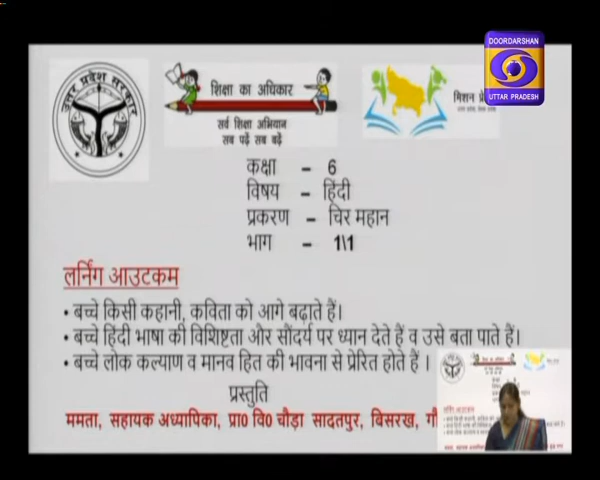 DOORDARSHAN
UTTAR PRADESH
उत्तर प्रदेश सरकार
शिक्षा का अधिकार
सर्व शिक्षा अभियान
सब पढ़ें सब बढ़ें
मिशन
कक्षा - 6
विषय - हिंदी
प्रकरण - चिर महान
भाग - 1\1
लर्निंग आउटकम
• बच्चे किसी कहानी, कविता को आगे बढ़ाते हैं।
• बच्चे हिंदी भाषा की विशिष्टता और सौंदर्य पर ध्यान देते हैं व उसे बता पाते हैं।
• बच्चे लोक कल्याण व मानव हित की भावना से प्रेरित होते हैं ।
प्रस्तुति
ममता, सहायक अध्यापिका, प्रा0 वि0 चौड़ा सादतपुर, बिसरख,